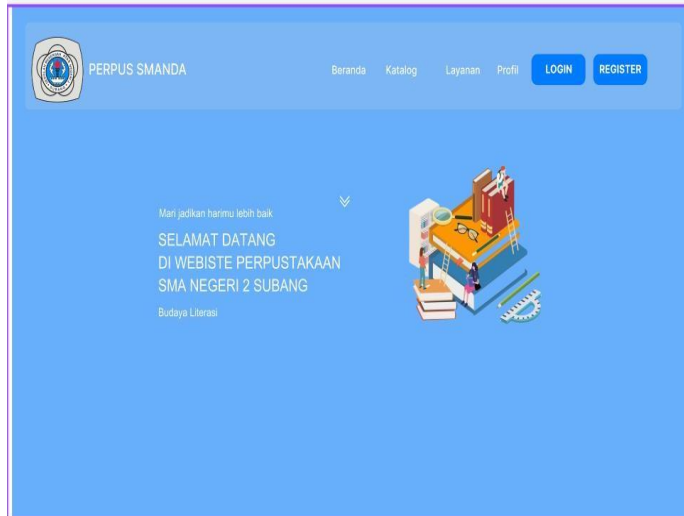 PERPUS SMANDA
Beranda Katalog Layanan Profil LOGIN REGISTER
Mari jadikan harimu lebih baik
SELAMAT DATANG
DI WEBISTE PERPUSTAKAAN
SMA NEGERI 2 SUBANG
Budaya Literasi